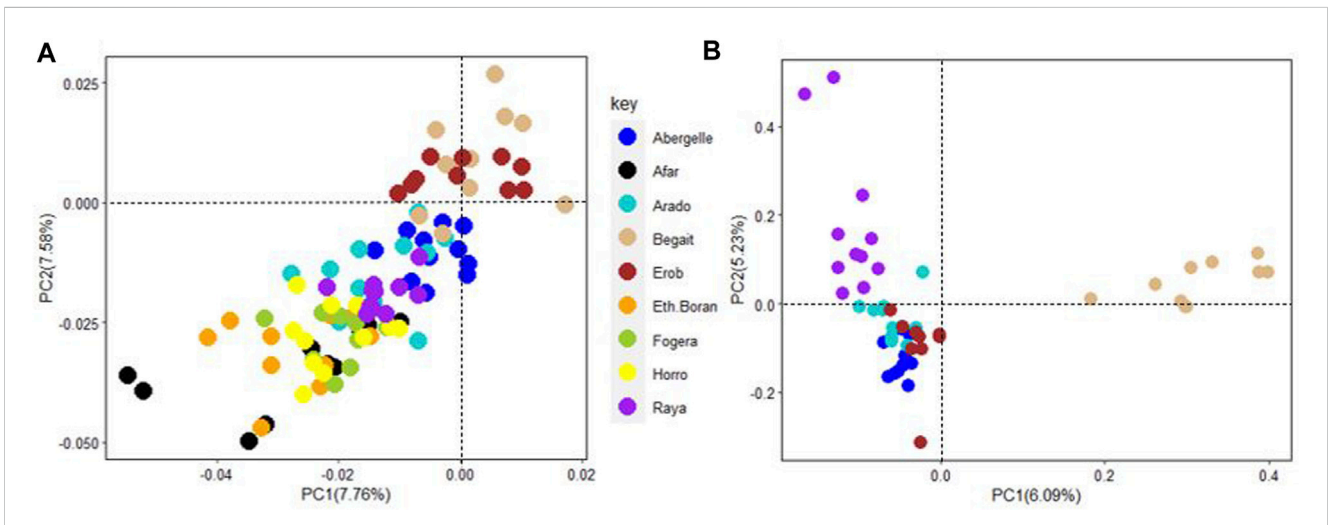 A
0.025
0.000
-0.025
-0.050
PC2(7.58%)
-0.04
-0.02
0.00
0.02
PC1(7.76%)
key
Abergelle
Afar
Arado
Begait
Erob
Eth.Boran
Fogera
Horro
Raya
B
0.4
0.2
0.0
-0.2
PC2(5.23%)
0.0
0.2
0.4
PC1(6.09%)